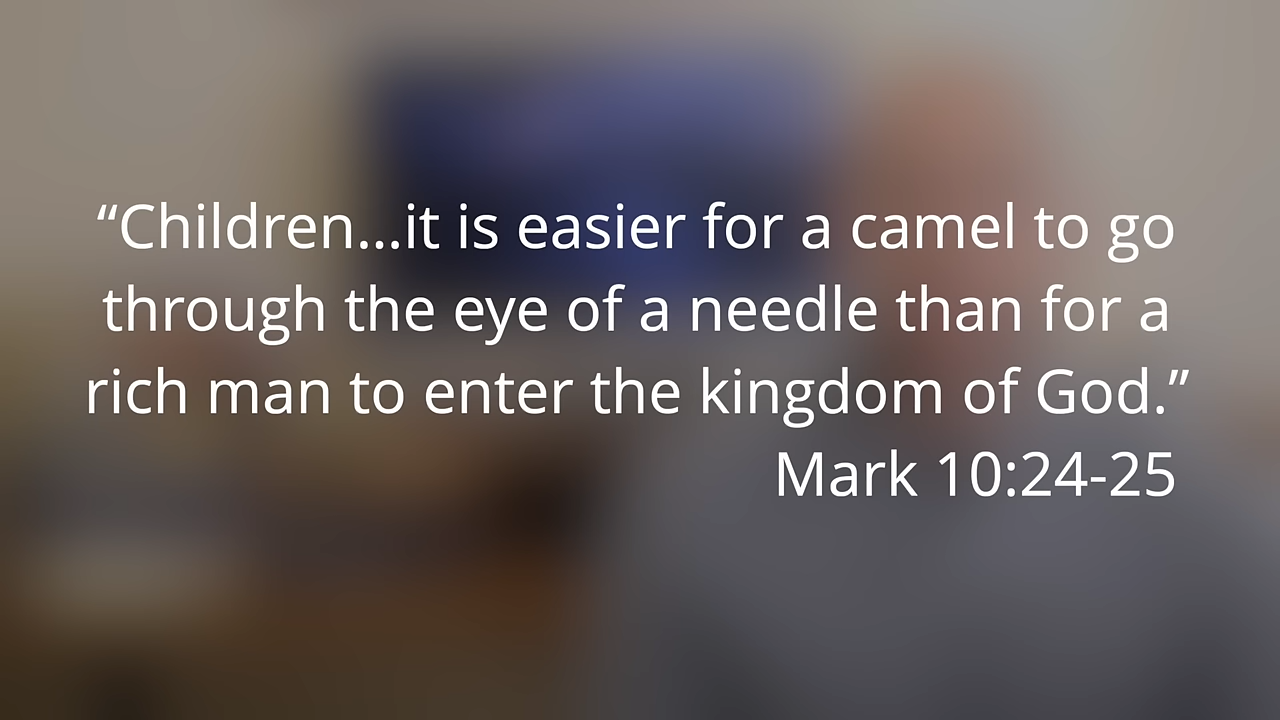 “Children...it is easier for a camel to go
through the eye of a needle than for a
rich man to enter the kingdom of God.”
Mark 10:24-25